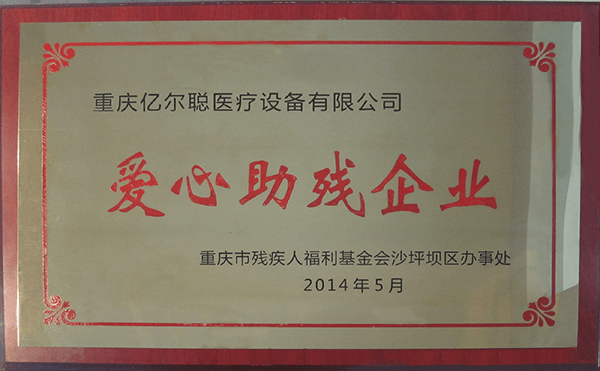 重庆亿尔聪医疗设备有限公司
爱心助残企业
重庆市残疾人福利基金会沙坪坝区办事处
2014年5月